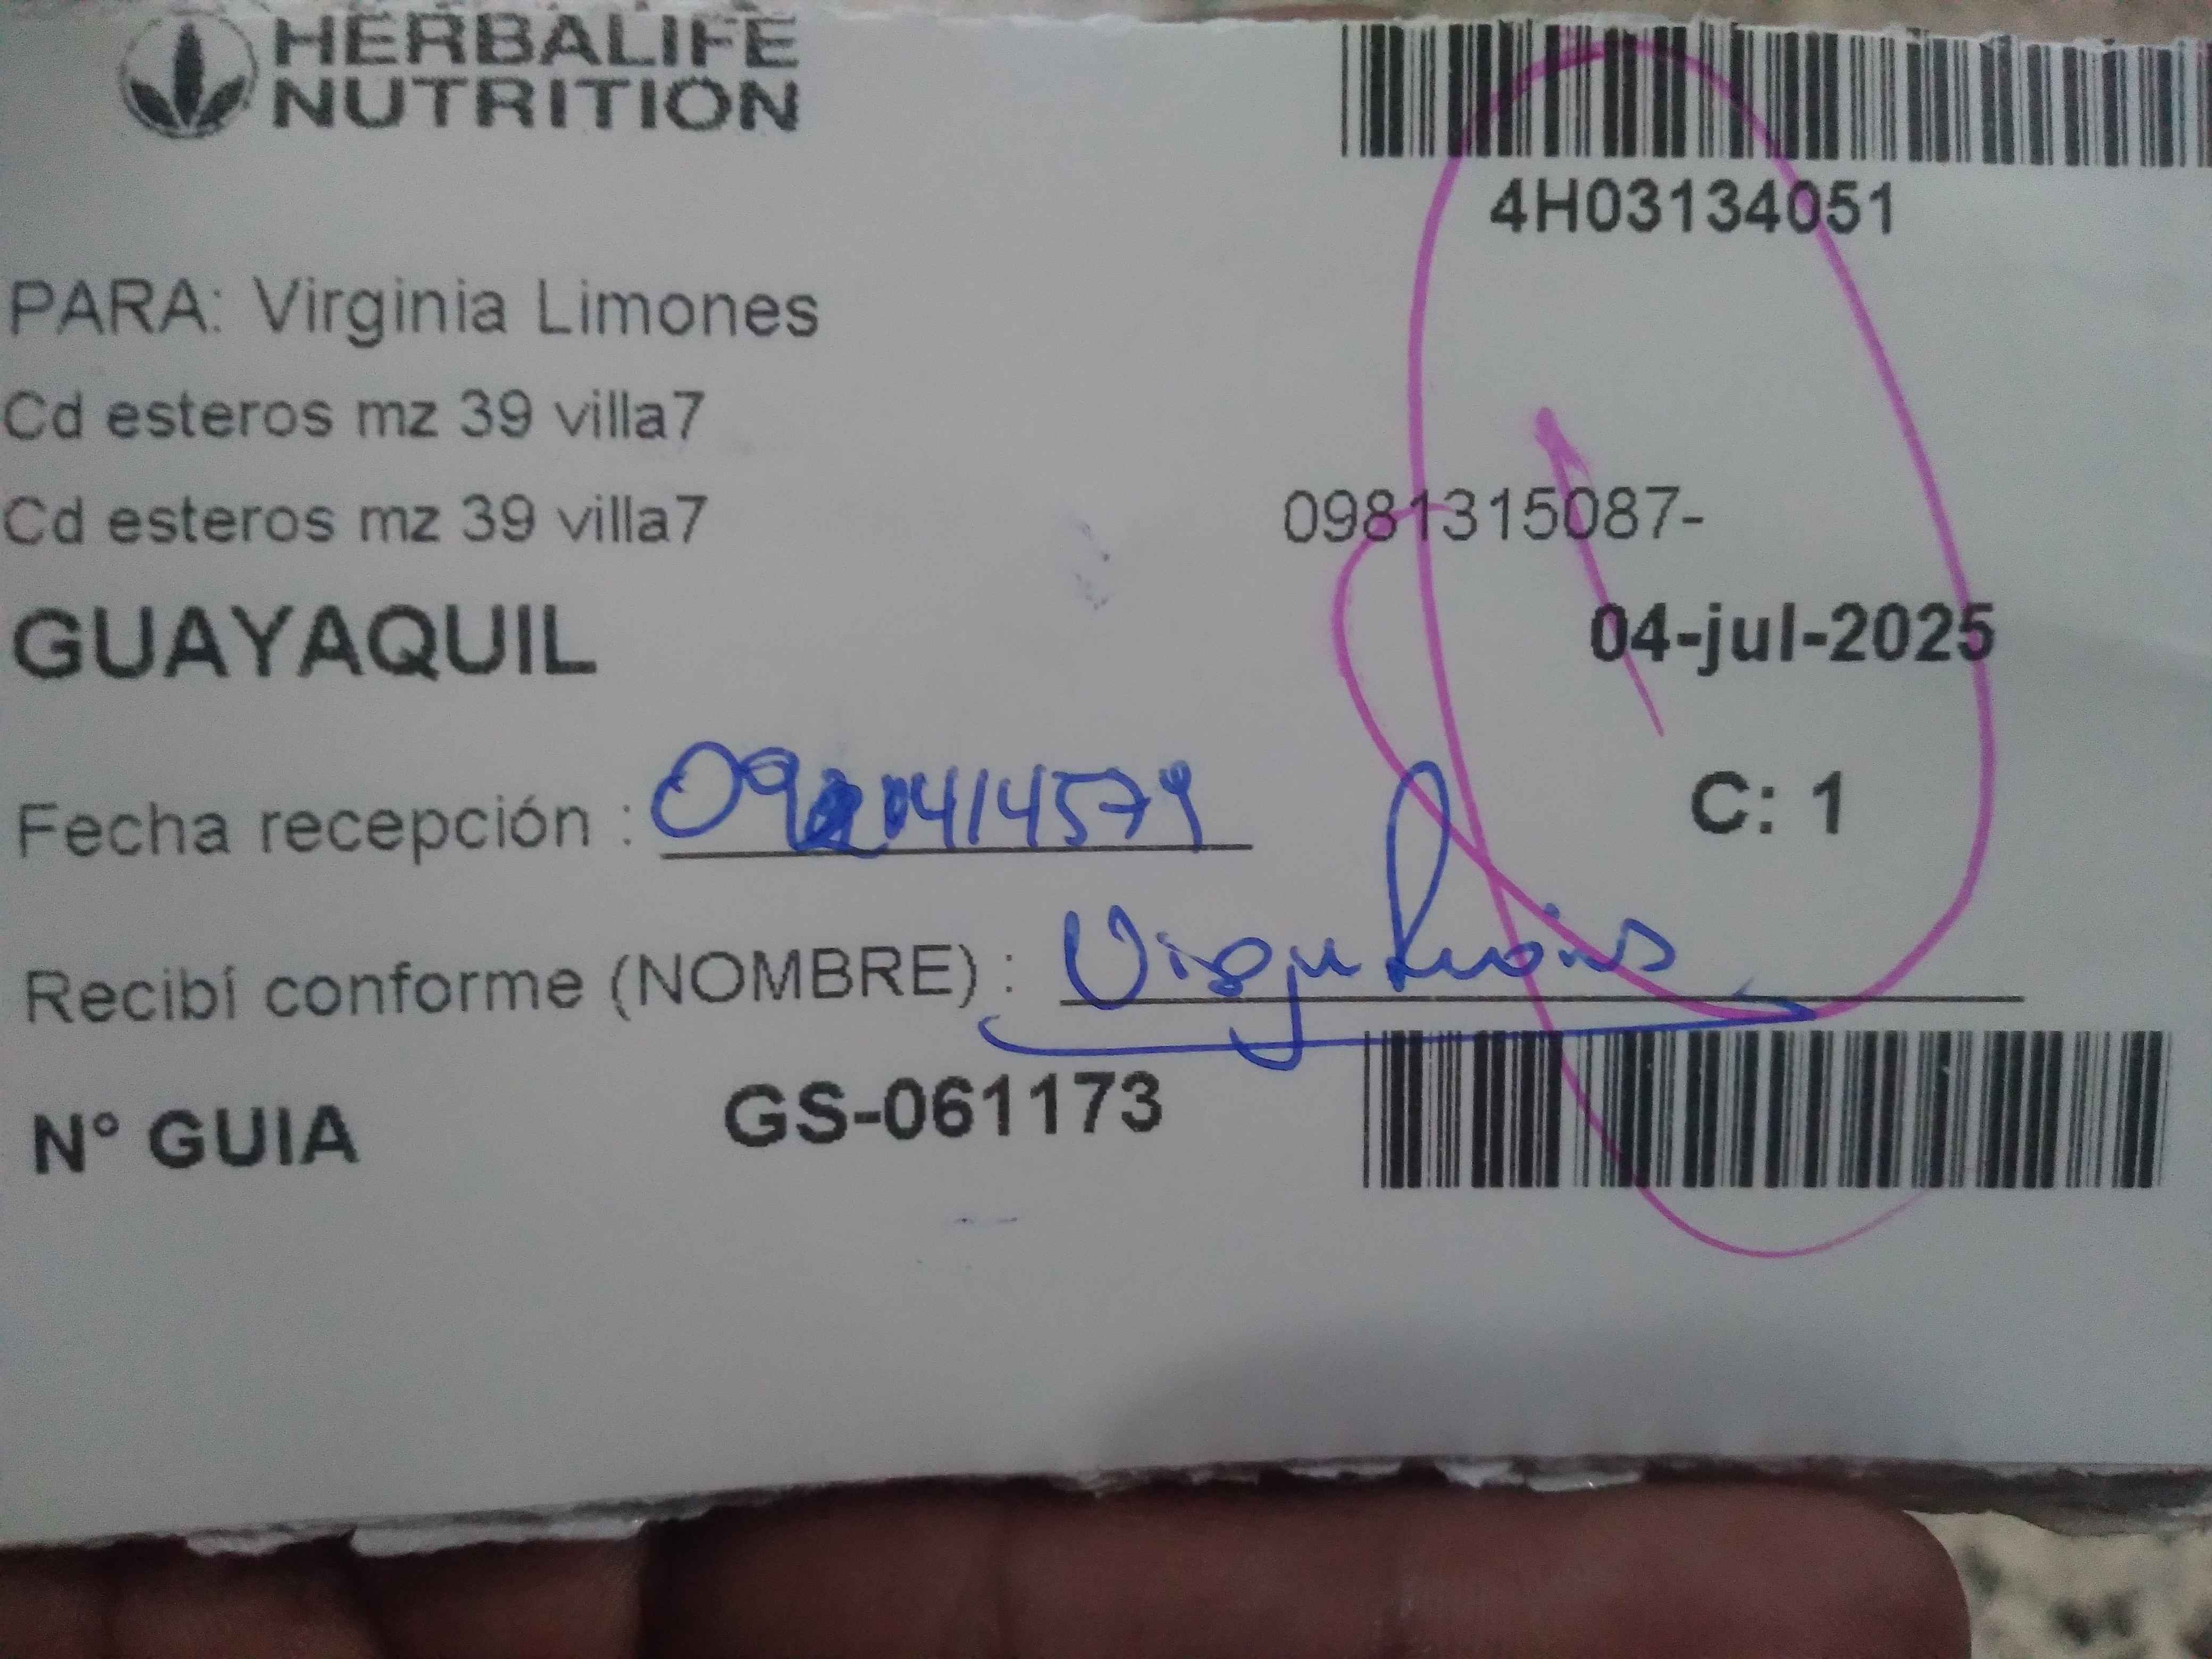 HERBALIFE
NUTRITION
4H03134051
PARA: Virginia Limones
Cd esteros mz 39 villa7
Cd esteros mz 39 villa7 0981315087-
GUAYAQUIL 04-jul-2025
C: 1
Fecha recepción :
Recibí conforme (NOMBRE) :
N° GUIA GS-061173